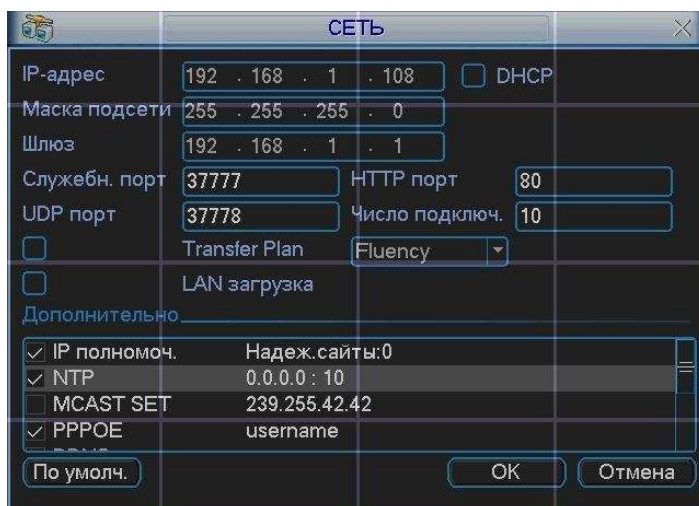 СЕТЬ
IP-адрес 192 . 168 . 1 . 108 DHCP
Маска подсети 255 . 255 . 255 . 0
Шлюз 192 . 168 . 1 . 1
Служебн. порт 37777 HTTP порт 80
UDP порт 37778 Число подключ. 10
Transfer Plan Fluency
LAN загрузка
Дополнительно
IP полномоч. Надеж.сайты:0
NTP 0.0.0.0 : 10
MCAST SET 239.255.42.42
PPPOE username
По умолч. OK Отмена